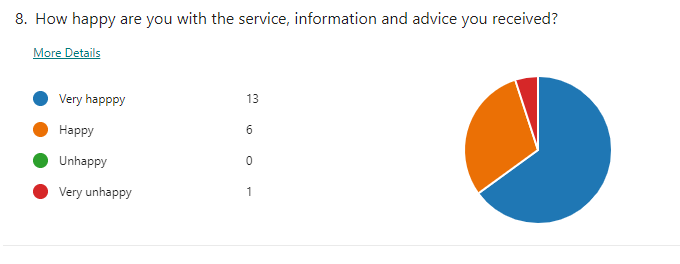 8. How happy are you with the service, information and advice you received?
More Details
Very happpy 13
Happy 6
Unhappy 0
Very unhappy 1